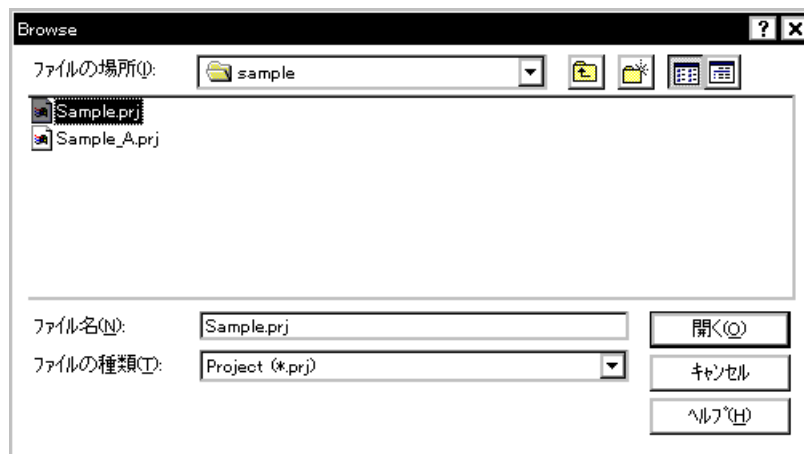 Browse
ファイルの場所(I):
sample
Sample.prj
Sample_A.prj
ファイル名(N):
Sample.prj
開く(O)
ファイルの種類(T):
Project (*.prj)
キャンセル
ヘルプ(H)